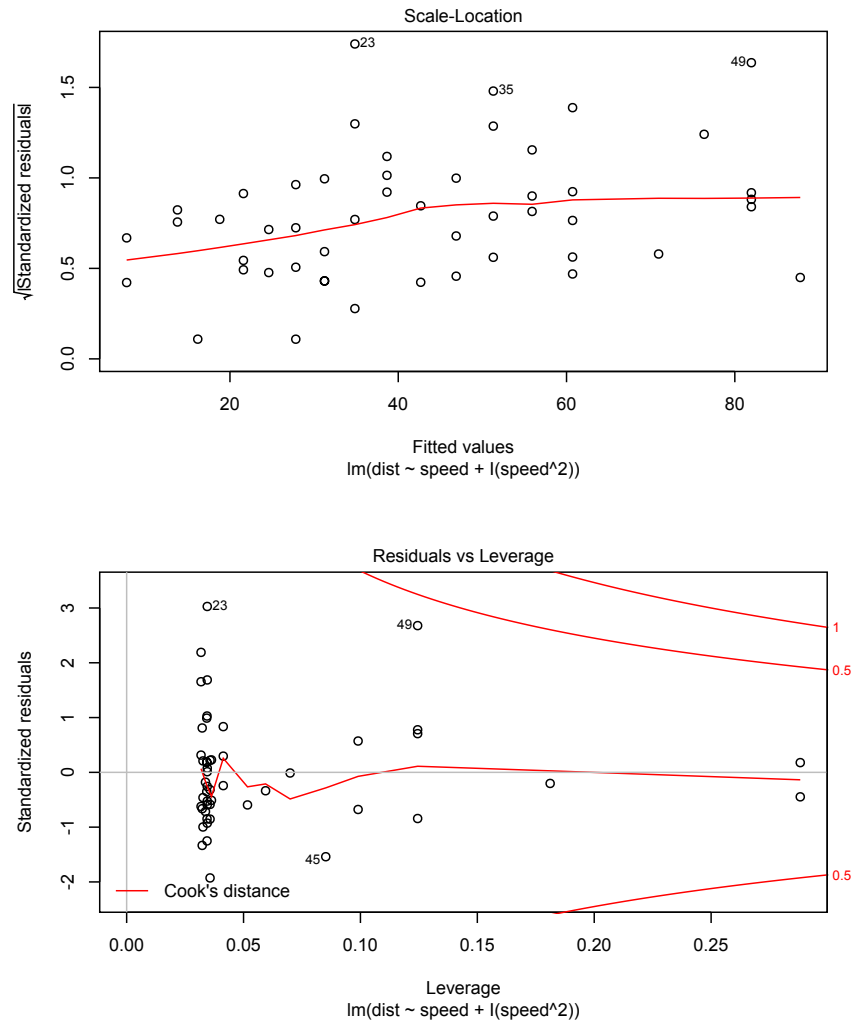 Scale-Location
√|Standardized residuals|
0.0 0.5 1.0 1.5
23
35
49
20 40 60 80
Fitted values
lm(dist ~ speed + I(speed^2))
Residuals vs Leverage
Standardized residuals
-2 -1 0 1 2 3
23
49
45
1
0.5
0.5
Cook's distance
0.00 0.05 0.10 0.15 0.20 0.25
Leverage
lm(dist ~ speed + I(speed^2))